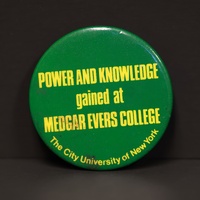 POWER AND KNOWLEDGE
gained at
MEDGAR EVERS COLLEGE
The City University of New York